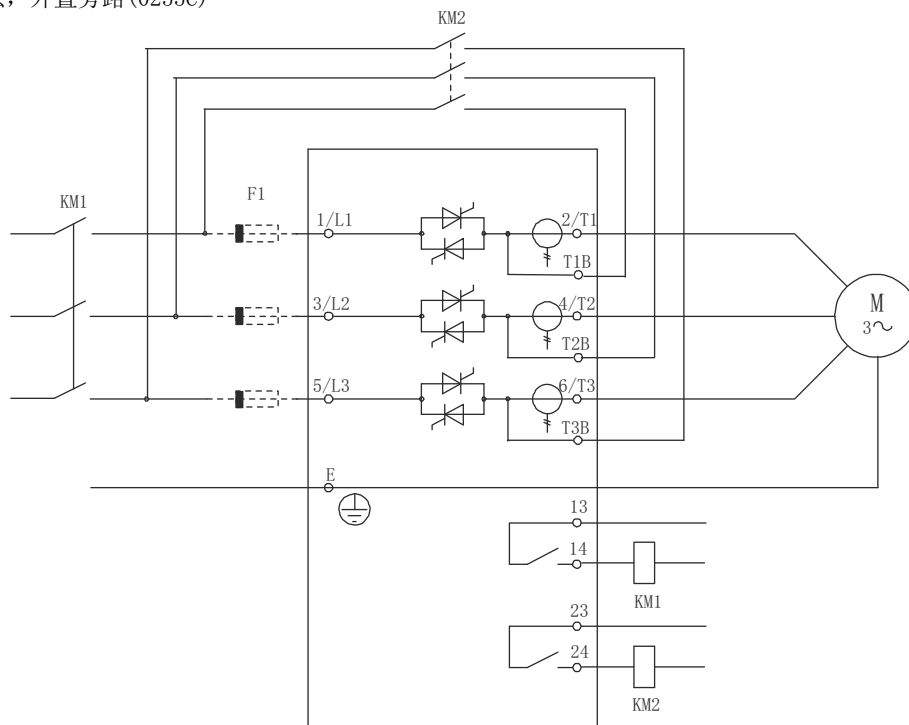 外置旁路(0255C)
KM2
KM1
F1
1/L1
2/T1
T1B
3/L2
4/T2
T2B
M
3~
5/L3
6/T3
T3B
E
13
14
KM1
23
24
KM2